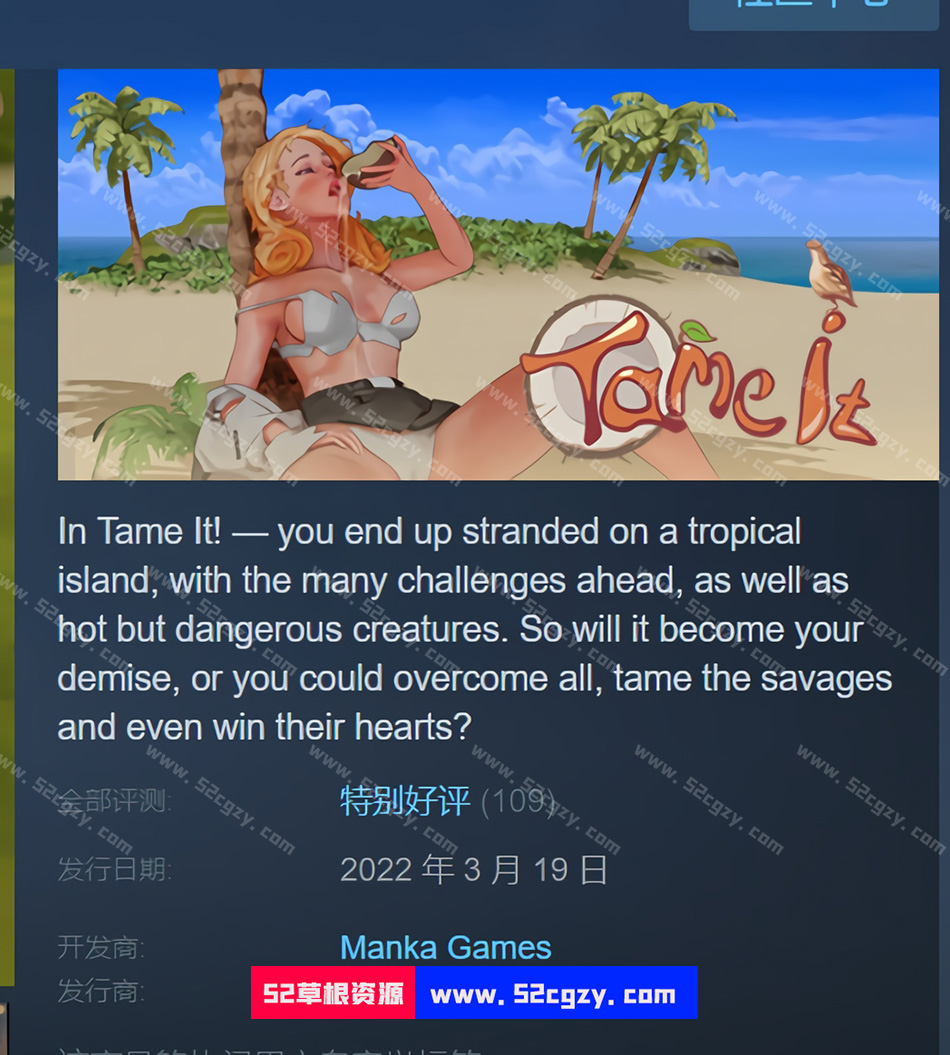 Tame It
In Tame It! — you end up stranded on a tropical
island, with the many challenges ahead, as well as
hot but dangerous creatures. So will it become your
demise, or you could overcome all, tame the savages
and even win their hearts?
全部评测: 特别好评 (109)
发行日期: 2022 年 3 月 19 日
开发商: Manka Games
发行商:
52草根资源 www.52cgzy.com
www.52cgzy.com